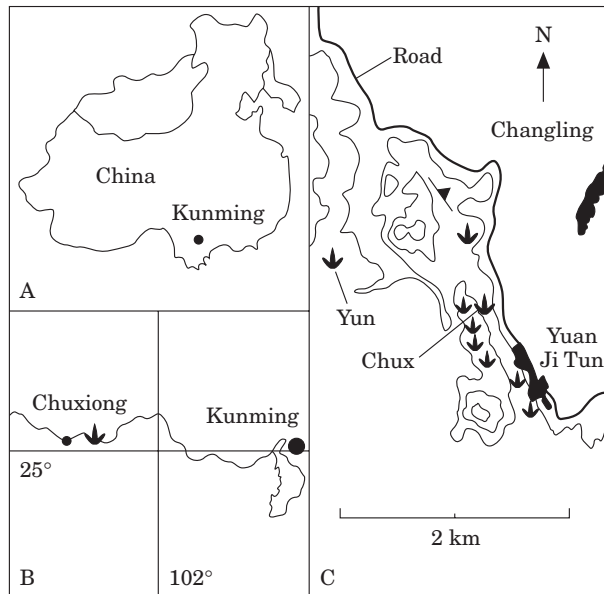 China
Kunming
A
Chuxiong
Kunming
25°
102°
B
Road
N
Changling
Yun
Chux
Yuan
Ji Tun
2 km
C